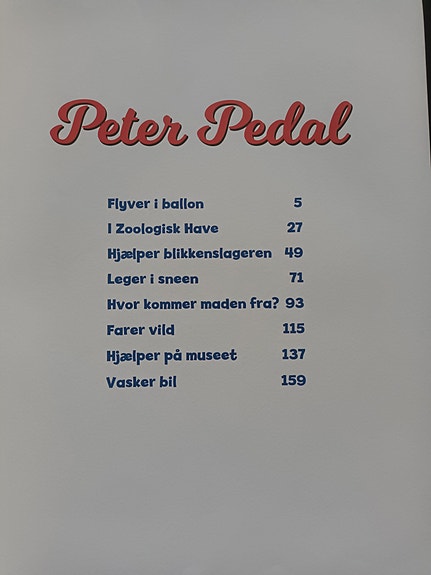 Peter Pedal
Flyver i ballon 5
I Zoologisk Have 27
Hjælper blikkenslageren 49
Leger i sneen 71
Hvor kommer maden fra? 93
Farer vild 115
Hjælper på museet 137
Vasker bil 159